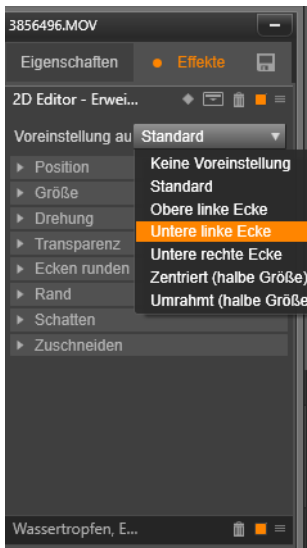 3856496.MOV
Eigenschaften Effekte
2D Editor - Erwei...
Voreinstellung au Standard
Keine Voreinstellung
Standard
Obere linke Ecke
Untere linke Ecke
Untere rechte Ecke
Zentriert (halbe Größe)
Umrahmt (halbe Größe
Position
Größe
Drehung
Transparenz
Ecken runden
Rand
Schatten
Zuschneiden
Wassertropfen, E...